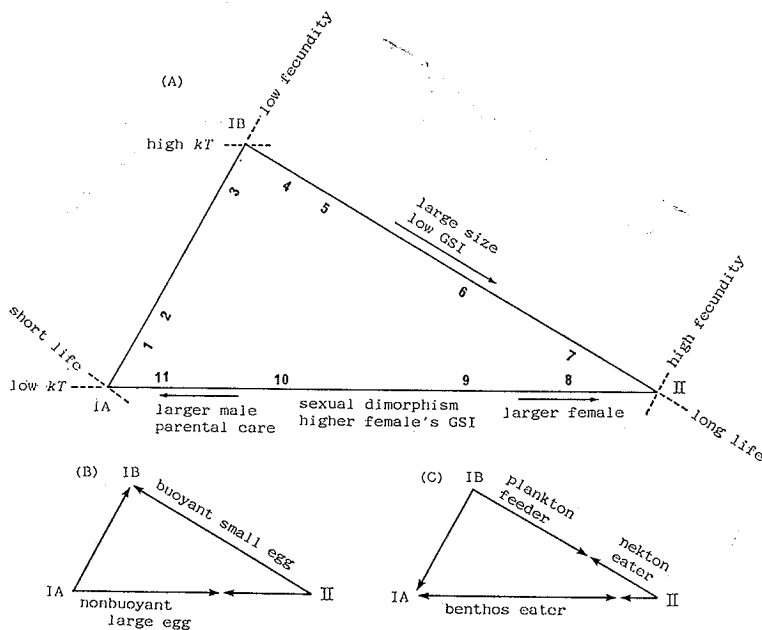 (A)
low fecundity
IB
high kT
3
4
5
large size
low GSI
6
high fecundity
short life
2
1
7
low kT
11
10
9
8
II
IA
larger male
parental care
sexual dimorphism
higher female's GSI
larger female
long life
(B)
IB
buoyant small egg
IA
II
nonbuoyant
large egg
(C)
IB
plankton
feeder
nekton
eater
IA
II
benthos eater